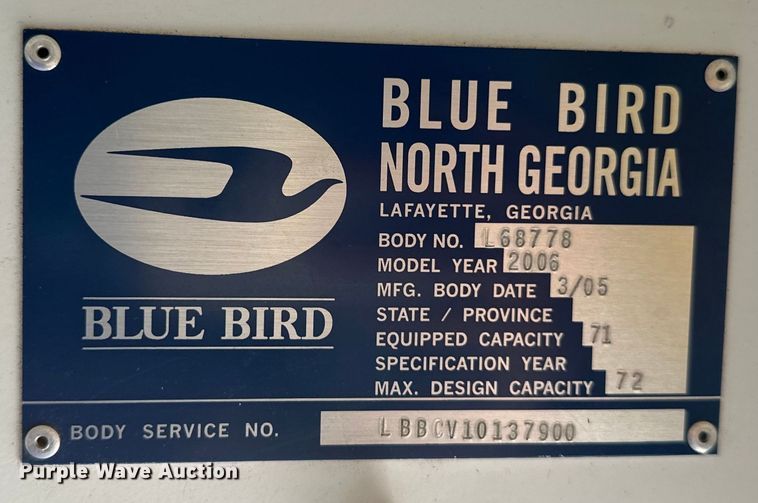 BLUE BIRD
NORTH GEORGIA
LAFAYETTE, GEORGIA
BODY NO. L68778
MODEL YEAR 2006
MFG. BODY DATE 3/05
STATE / PROVINCE
EQUIPPED CAPACITY 71
SPECIFICATION YEAR
MAX. DESIGN CAPACITY 72
BLUE BIRD
BODY SERVICE NO. LBBCV10137900
Purple Wave Auction